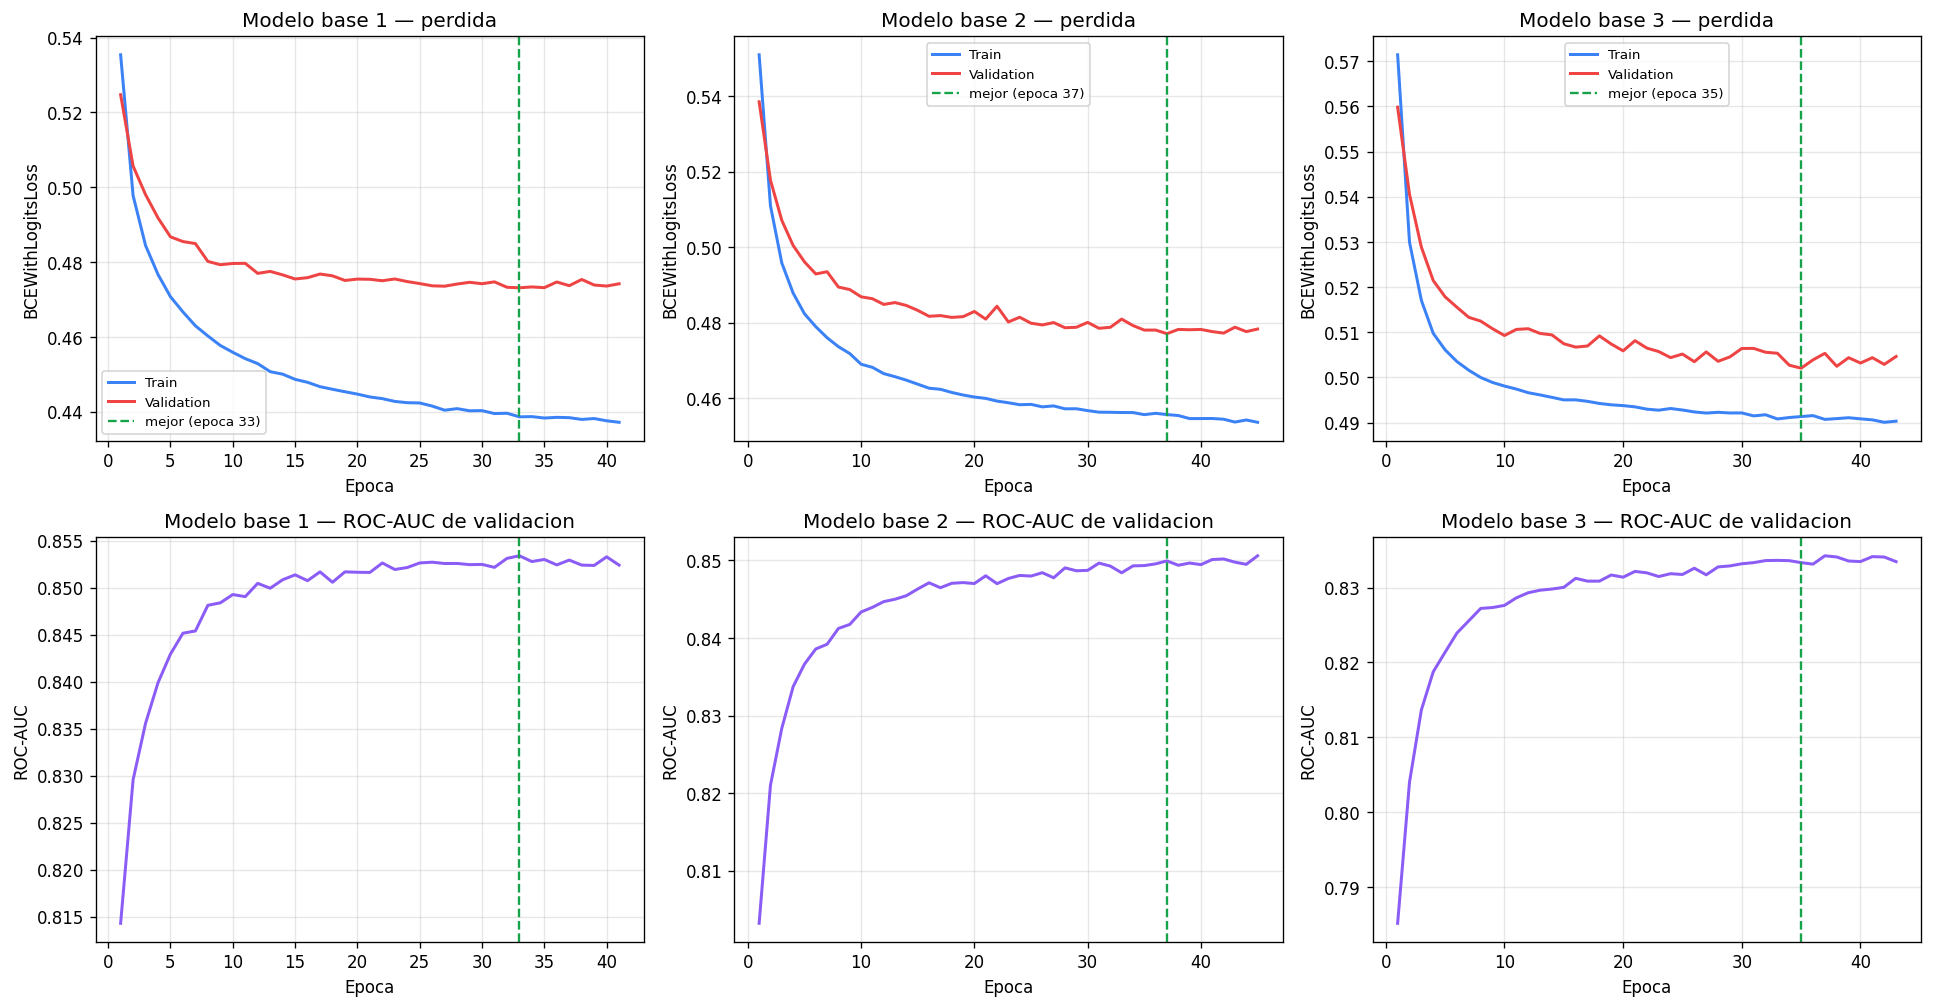 Modelo base 1 — perdida
BCEWithLogitsLoss
0.54
0.52
0.50
0.48
0.46
0.44
Train
Validation
mejor (epoca 33)
0 5 10 15 20 25 30 35 40
Epoca
Modelo base 2 — perdida
BCEWithLogitsLoss
0.54
0.52
0.50
0.48
0.46
Train
Validation
mejor (epoca 37)
0 10 20 30 40
Epoca
Modelo base 3 — perdida
BCEWithLogitsLoss
0.57
0.56
0.55
0.54
0.53
0.52
0.51
0.50
0.49
Train
Validation
mejor (epoca 35)
0 10 20 30 40
Epoca
Modelo base 1 — ROC-AUC de validacion
ROC-AUC
0.855
0.850
0.845
0.840
0.835
0.830
0.825
0.820
0.815
0 5 10 15 20 25 30 35 40
Epoca
Modelo base 2 — ROC-AUC de validacion
ROC-AUC
0.85
0.84
0.83
0.82
0.81
0 10 20 30 40
Epoca
Modelo base 3 — ROC-AUC de validacion
ROC-AUC
0.83
0.82
0.81
0.80
0.79
0 10 20 30 40
Epoca